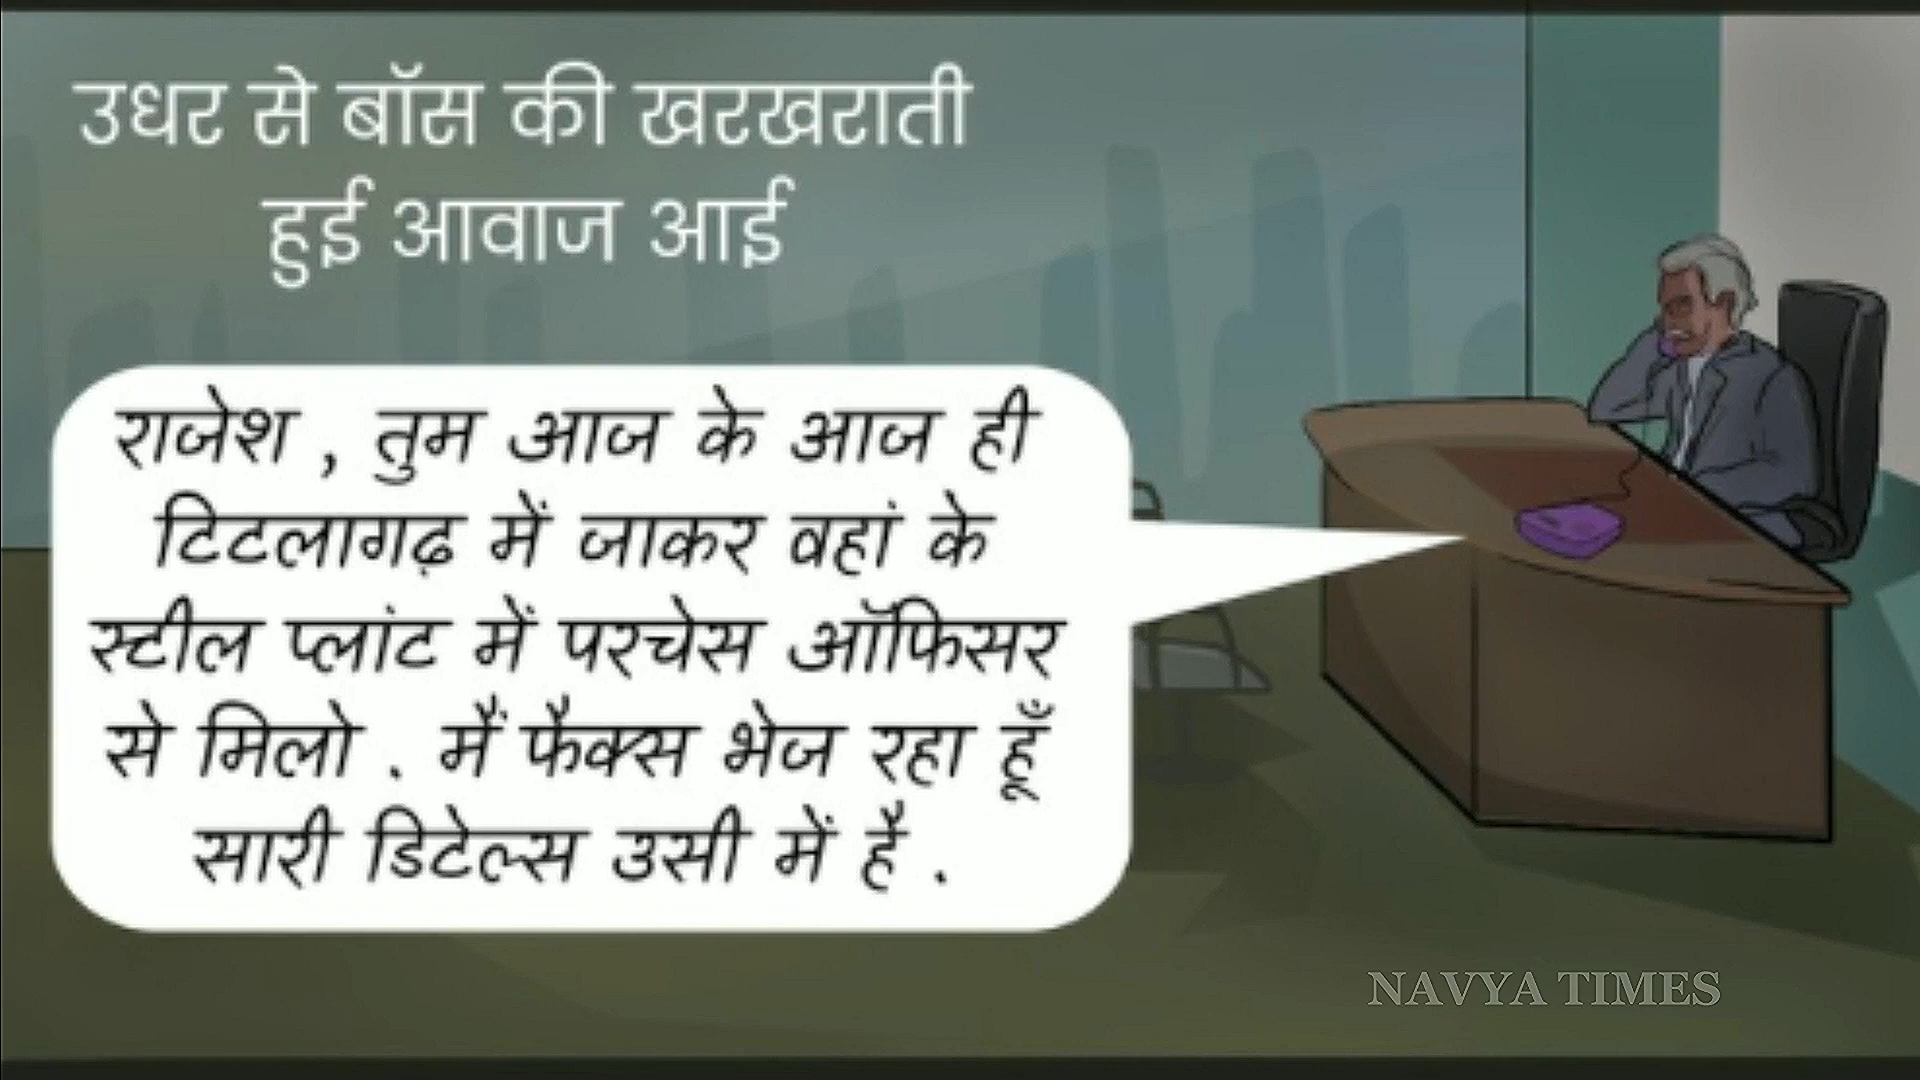 उधर से बॉस की खरखराती
हुई आवाज आई
राजेश , तुम आज के आज ही
टिटलागढ़ में जाकर वहां के
स्टील प्लांट में परचेस ऑफिसर
से मिलो . मैं फैक्स भेज रहा हूँ
सारी डिटेल्स उसी में है .
NAVYA TIMES